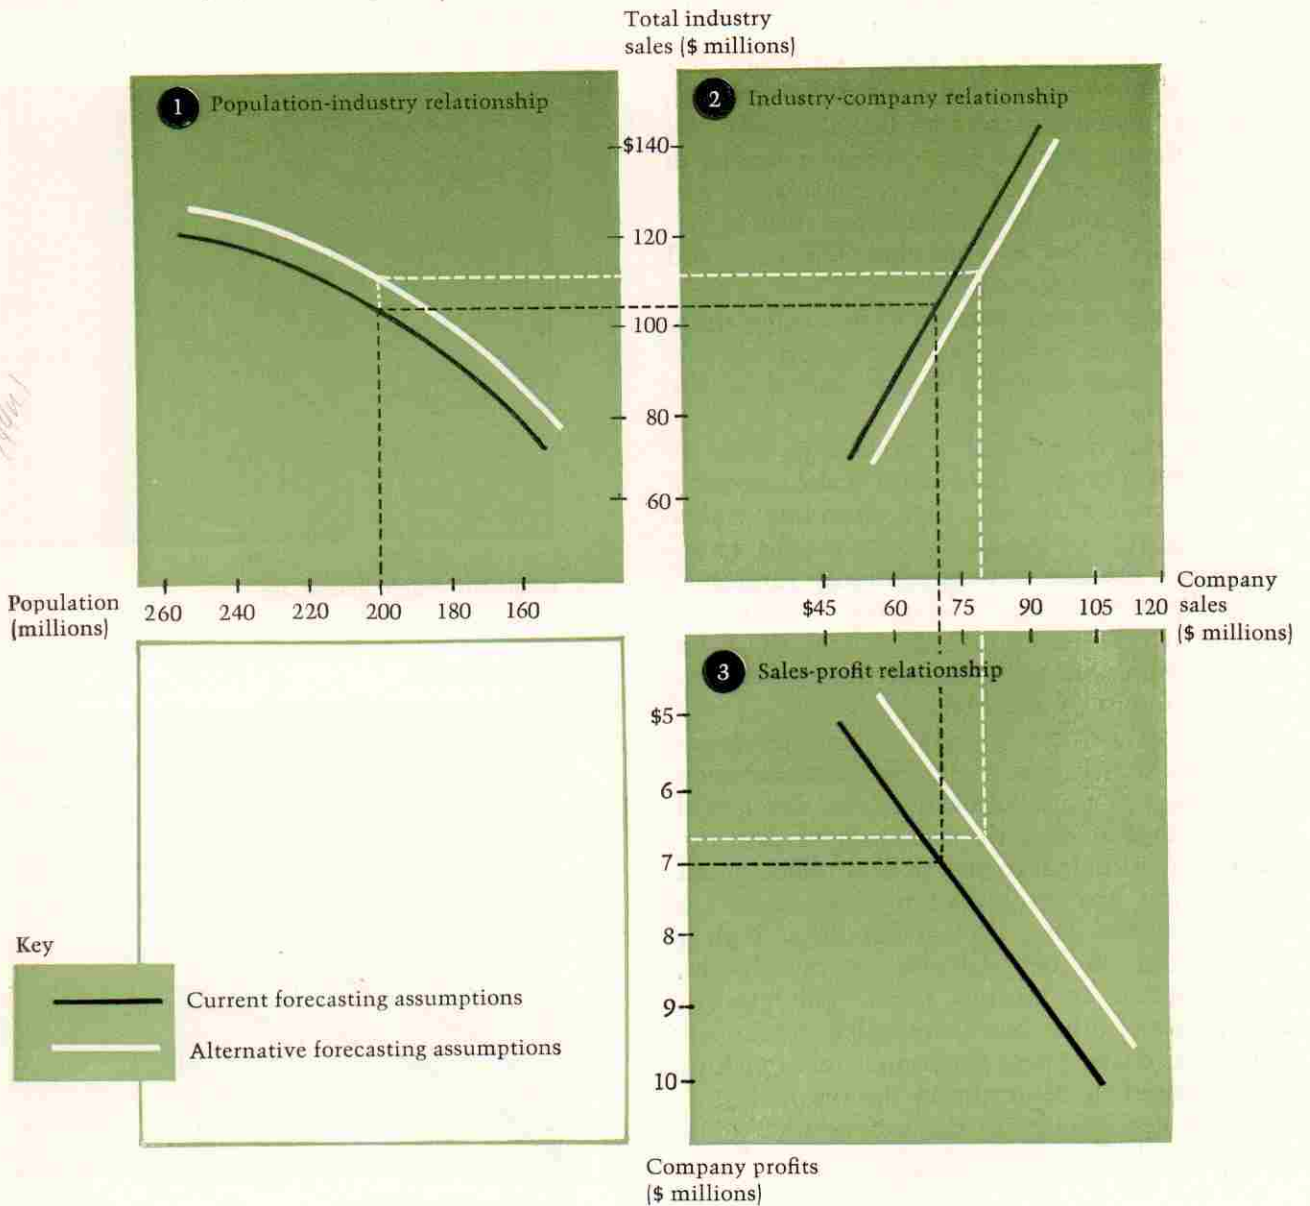 Total industry
sales ($ millions)
1 Population-industry relationship
2 Industry-company relationship
$140
120
100
80
60
Population
(millions)
260 240 220 200 180 160
$45 60 75 90 105 120
Company
sales
($ millions)
3 Sales-profit relationship
$5
6
7
8
9
10
Key
Current forecasting assumptions
Alternative forecasting assumptions
Company profits
($ millions)